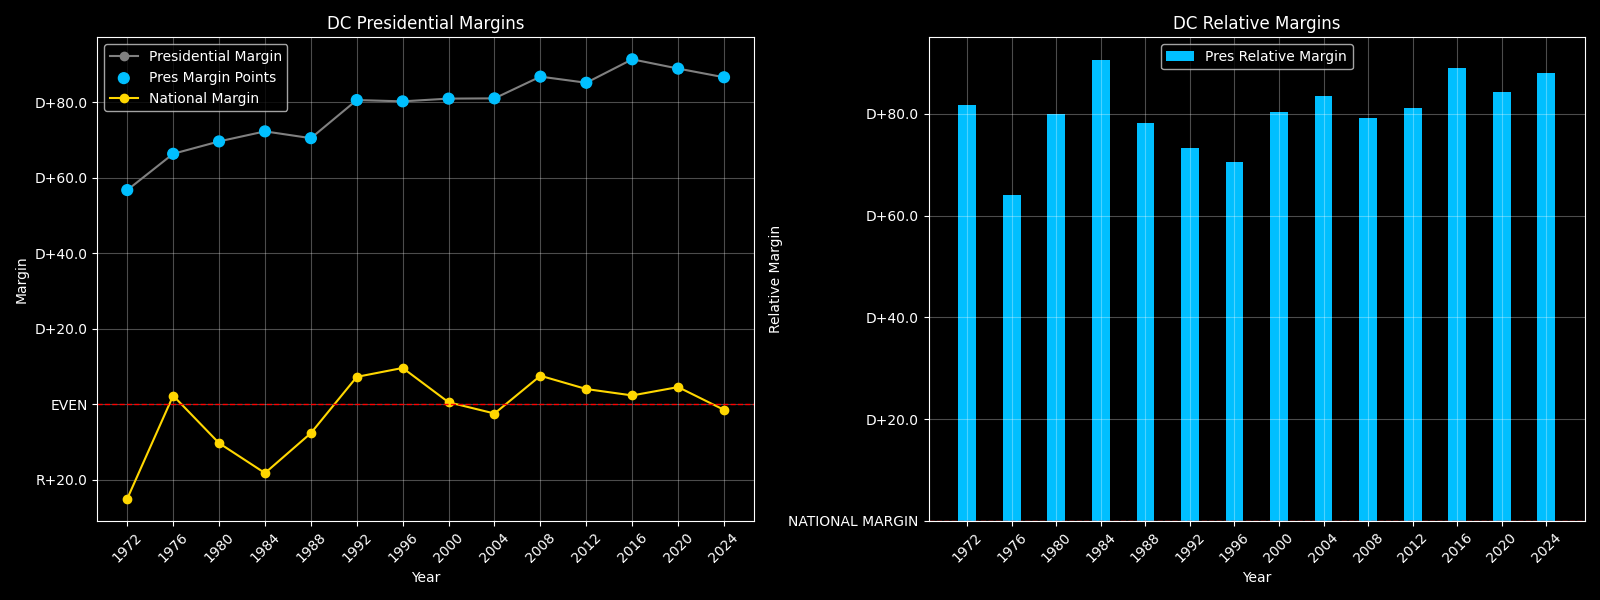 DC Presidential Margins
Presidential Margin
Pres Margin Points
National Margin
D+80.0
D+60.0
D+40.0
D+20.0
EVEN
R+20.0
Margin
1972 1976 1980 1984 1988 1992 1996 2000 2004 2008 2012 2016 2020 2024
Year
DC Relative Margins
Pres Relative Margin
D+80.0
D+60.0
D+40.0
D+20.0
NATIONAL MARGIN
Relative Margin
1972 1976 1980 1984 1988 1992 1996 2000 2004 2008 2012 2016 2020 2024
Year